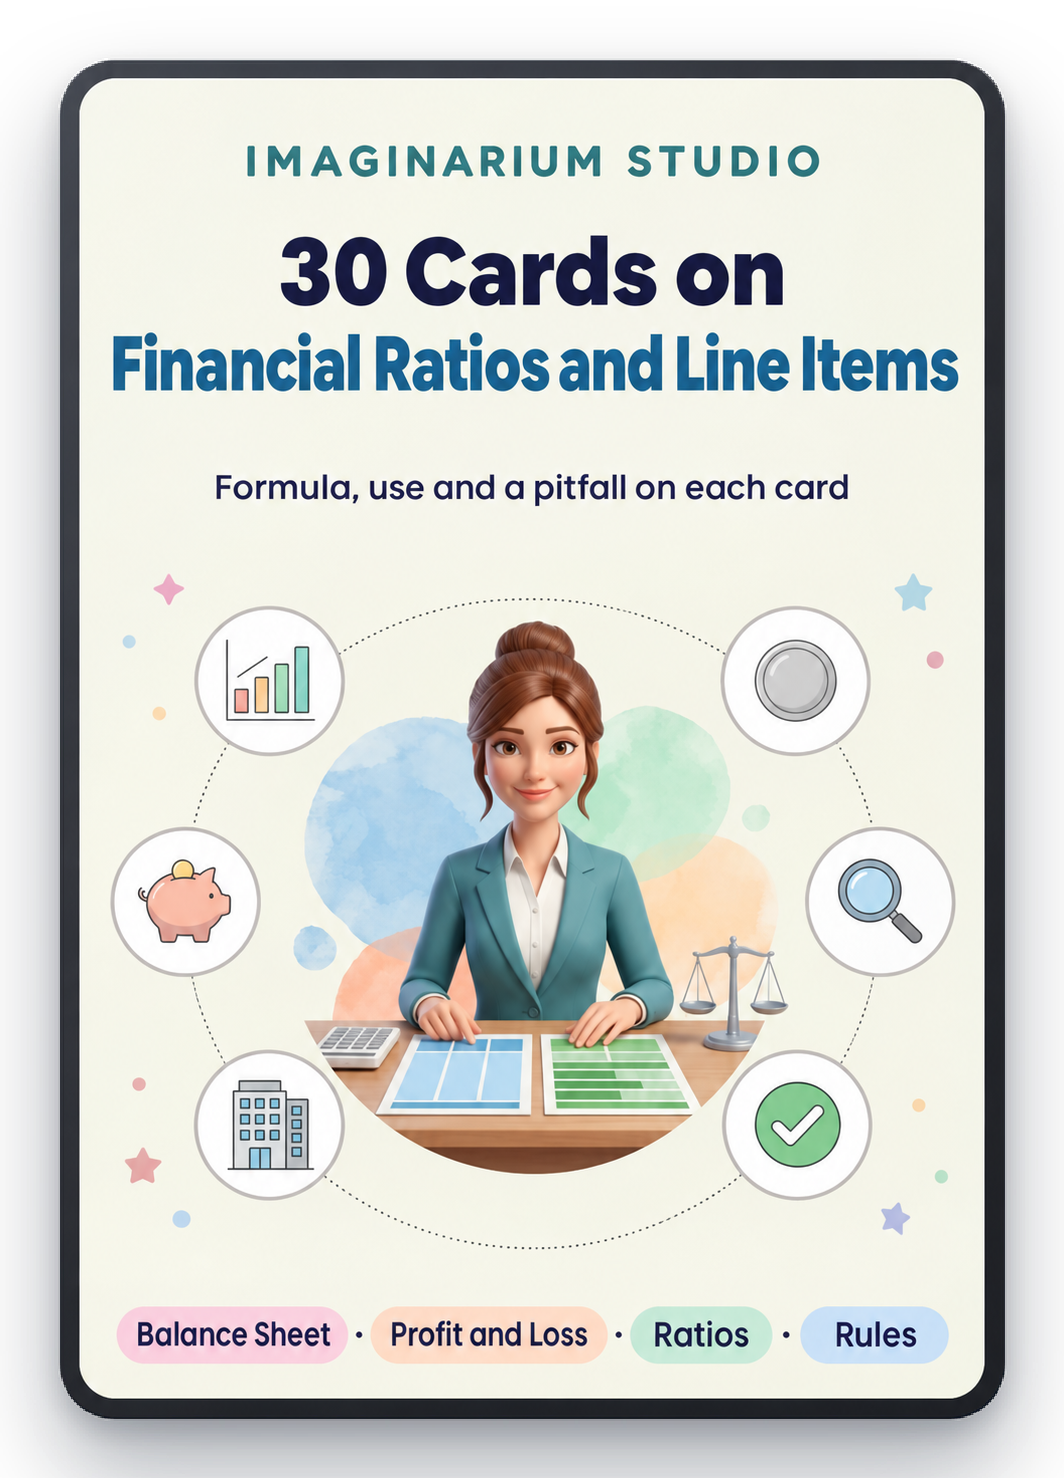 IMAGINARIUM STUDIO
30 Cards on
Financial Ratios and Line Items
Formula, use and a pitfall on each card
Balance Sheet • Profit and Loss • Ratios • Rules